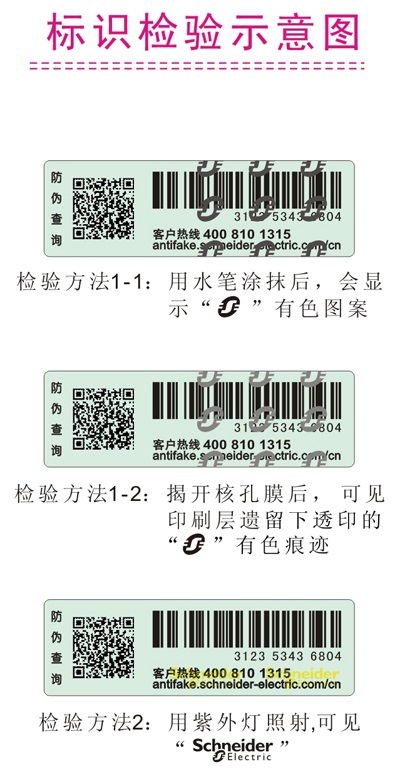 标识检验示意图
防伪查询
3123 5343 6804
客户热线 400 810 1315
antifake.schneider-electric.com/cn
检验方法1-1：用水笔涂抹后，会显
示“ ”有色图案
防伪查询
3123 5343 6804
客户热线 400 810 1315
antifake.schneider-electric.com/cn
检验方法1-2：揭开核孔膜后，可见
印刷层遗留下透印的
“ ”有色痕迹
防伪查询
3123 5343 6804
客户热线 400 810 1315
antifake.schneider-electric.com/cn
检验方法2：用紫外灯照射,可见
“Schneider
Electric”